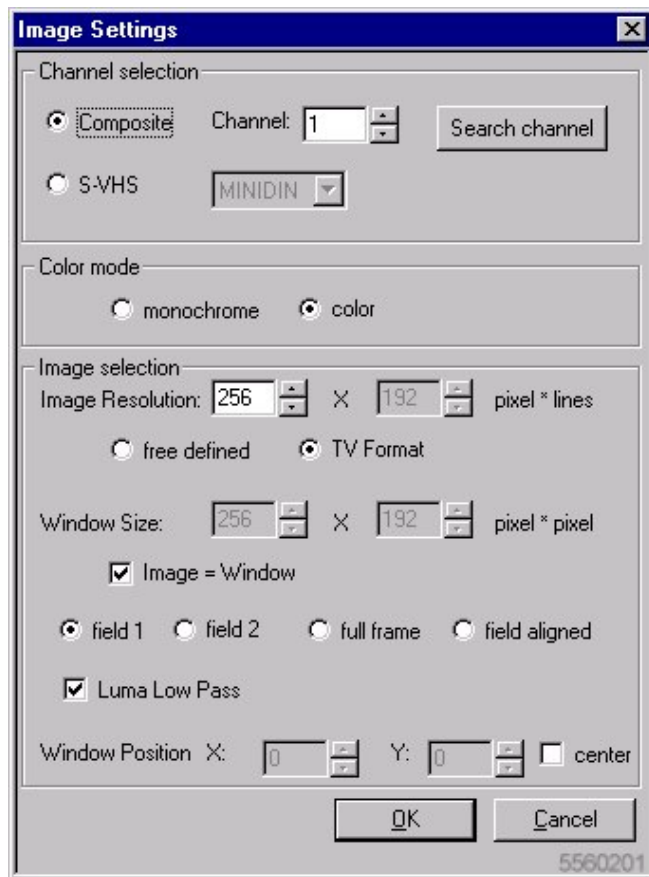 Image Settings
Channel selection
Composite Channel: 1 Search channel
S-VHS MINIDIN
Color mode
monochrome color
Image selection
Image Resolution: 256 X 192 pixel * lines
free defined TV Format
Window Size: 256 X 192 pixel * pixel
Image = Window
field 1 field 2 full frame field aligned
Luma Low Pass
Window Position X: 0 Y: 0 center
OK Cancel
5560201